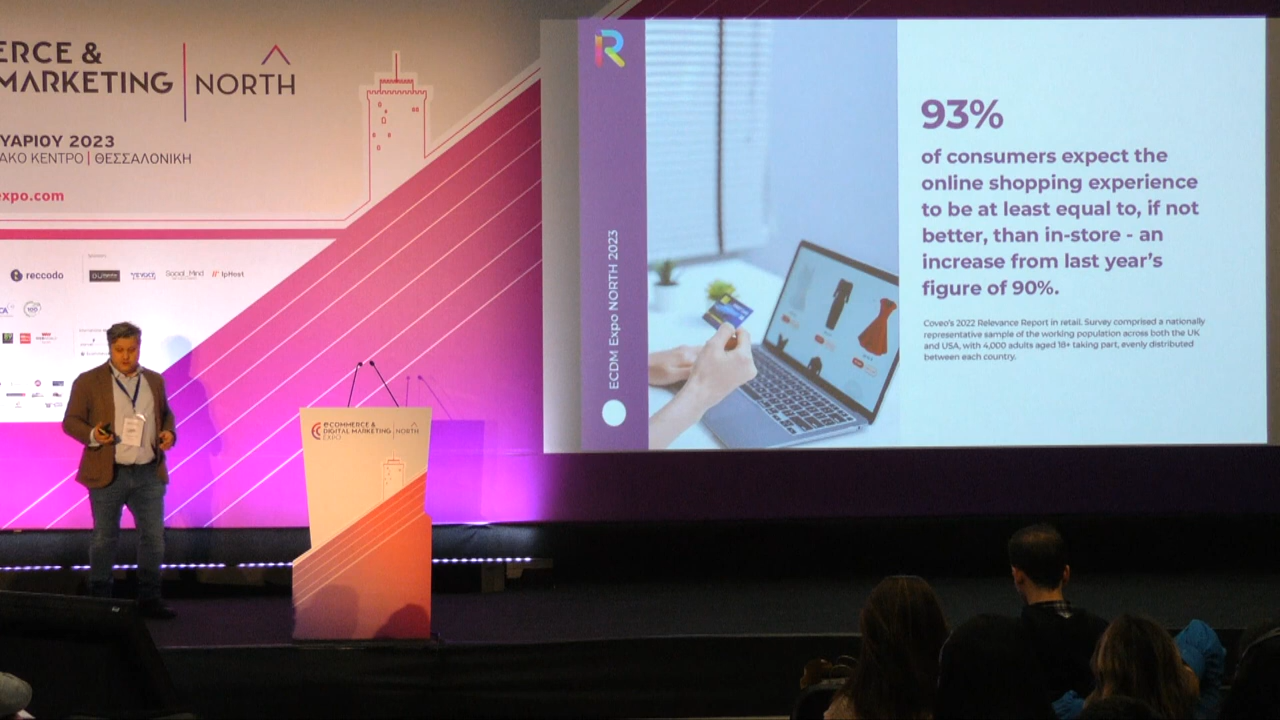 ERCE &
MARKETING
NORTH
ΥΑΡΙΟΥ 2023
ΑΚΟ ΚΕΝΤΡΟ | ΘΕΣΣΑΛΟΝΙΚΗ
expo.com
reccodo
Social_Mind
IpHost
eCOMMERCE &
DIGITAL MARKETING
EXPO
NORTH
R
ECDM Expo NORTH 2023
93%
of consumers expect the
online shopping experience
to be at least equal to, if not
better, than in-store - an
increase from last year's
figure of 90%.
Coveo's 2022 Relevance Report in retail. Survey comprised a nationally
representative sample of the working population across both the UK
and USA, with 4,000 adults aged 18+ taking part, evenly distributed
between each country.